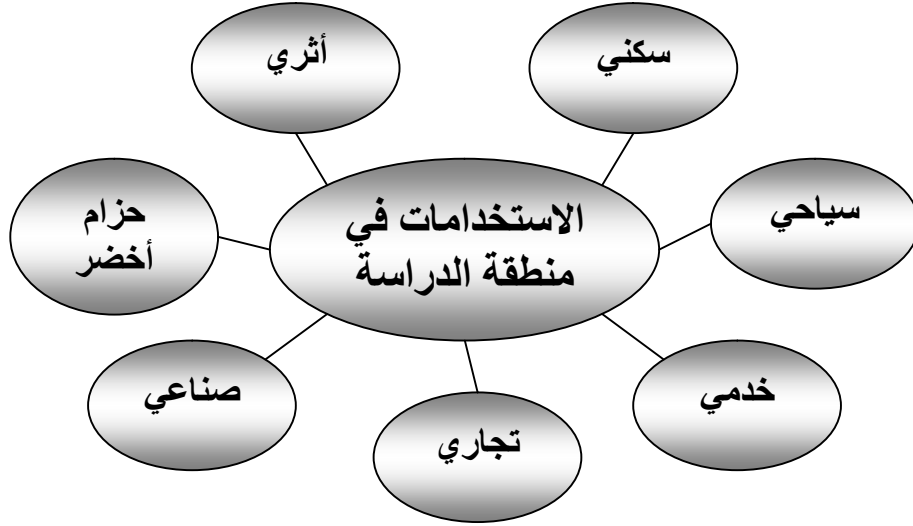 سكني
أثري
سياحي
الاستخدامات في
منطقة الدراسة
حزام
أخضر
خدمي
صناعي
تجاري